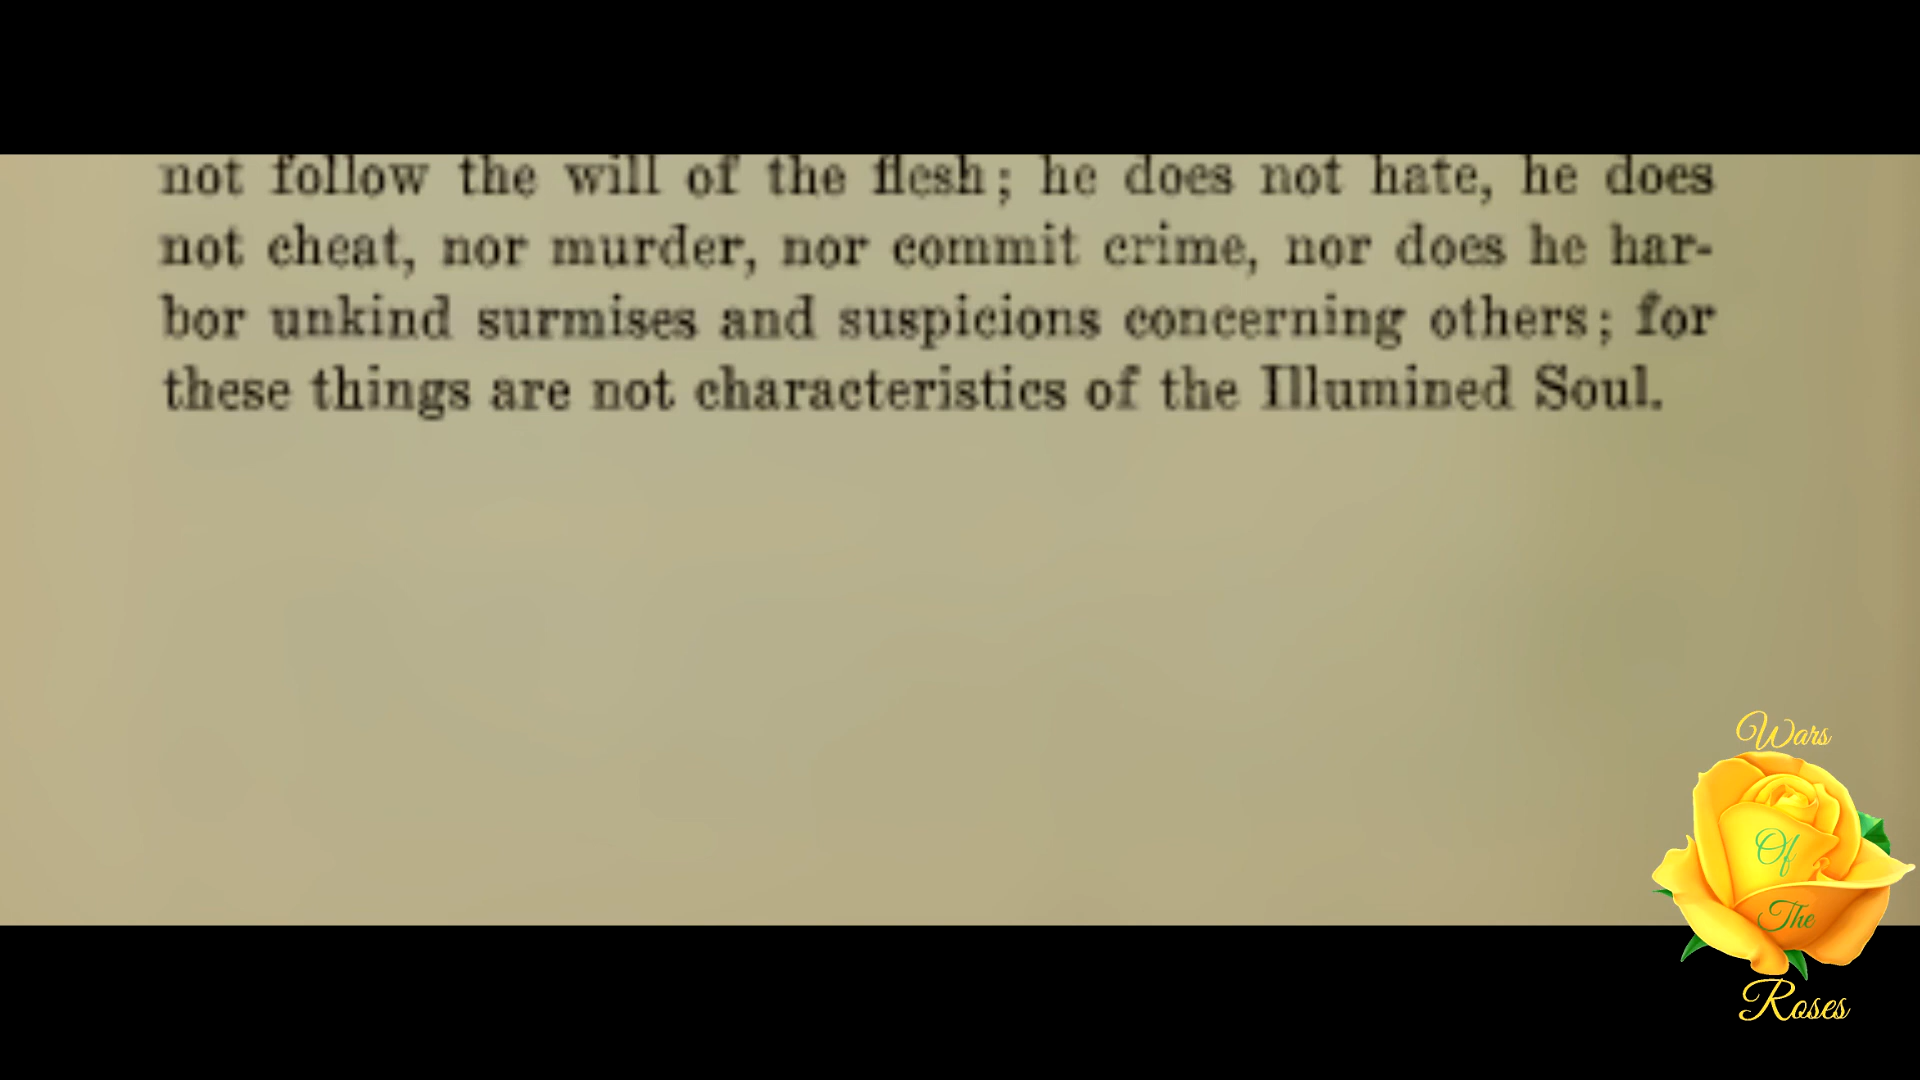 not follow the will of the flesh; he does not hate, he does
not cheat, nor murder, nor commit crime, nor does he har-
bor unkind surmises and suspicions concerning others; for
these things are not characteristics of the Illumined Soul.
Wars
Of
The
Roses